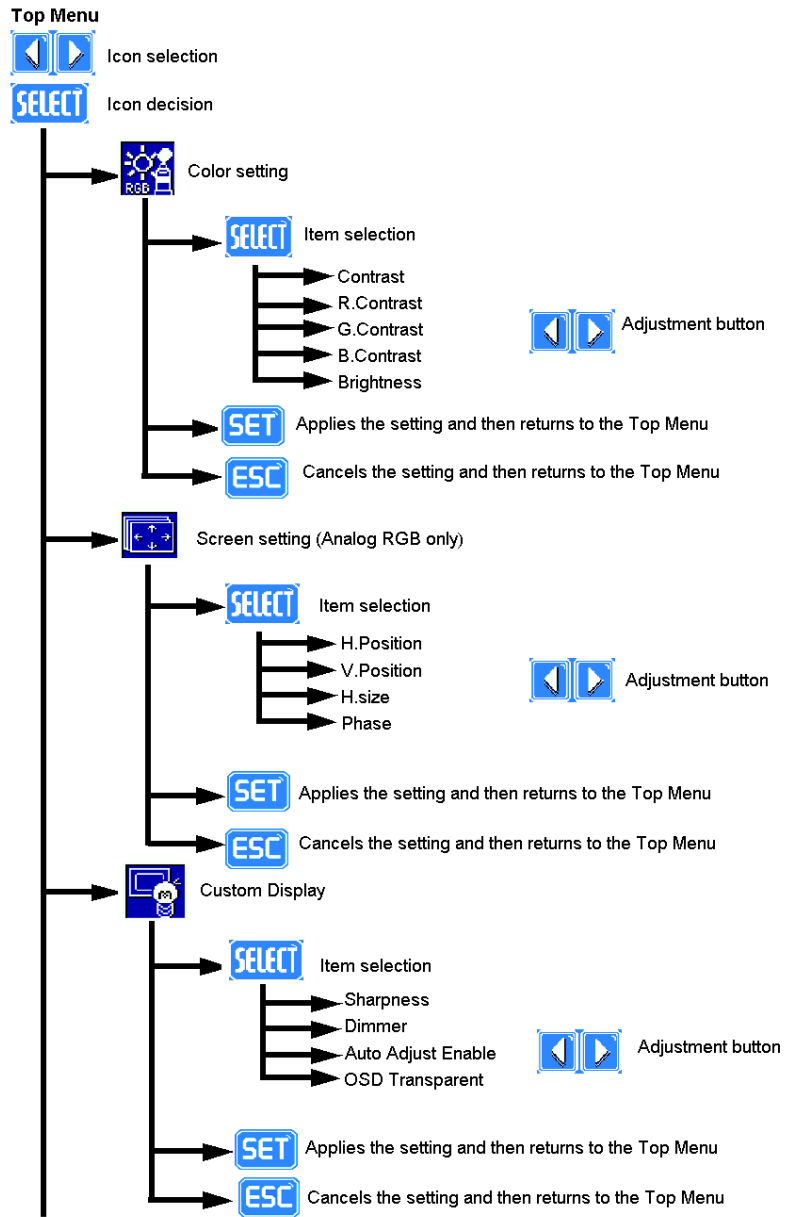 Top Menu
Icon selection
SELECT Icon decision
RGB Color setting
SELECT Item selection
Contrast
R.Contrast
G.Contrast
Adjustment button
B.Contrast
Brightness
SET Applies the setting and then returns to the Top Menu
ESC Cancels the setting and then returns to the Top Menu
Screen setting (Analog RGB only)
SELECT Item selection
H.Position
V.Position
Adjustment button
H.size
Phase
SET Applies the setting and then returns to the Top Menu
ESC Cancels the setting and then returns to the Top Menu
Custom Display
SELECT Item selection
Sharpness
Dimmer
Auto Adjust Enable
Adjustment button
OSD Transparent
SET Applies the setting and then returns to the Top Menu
ESC Cancels the setting and then returns to the Top Menu